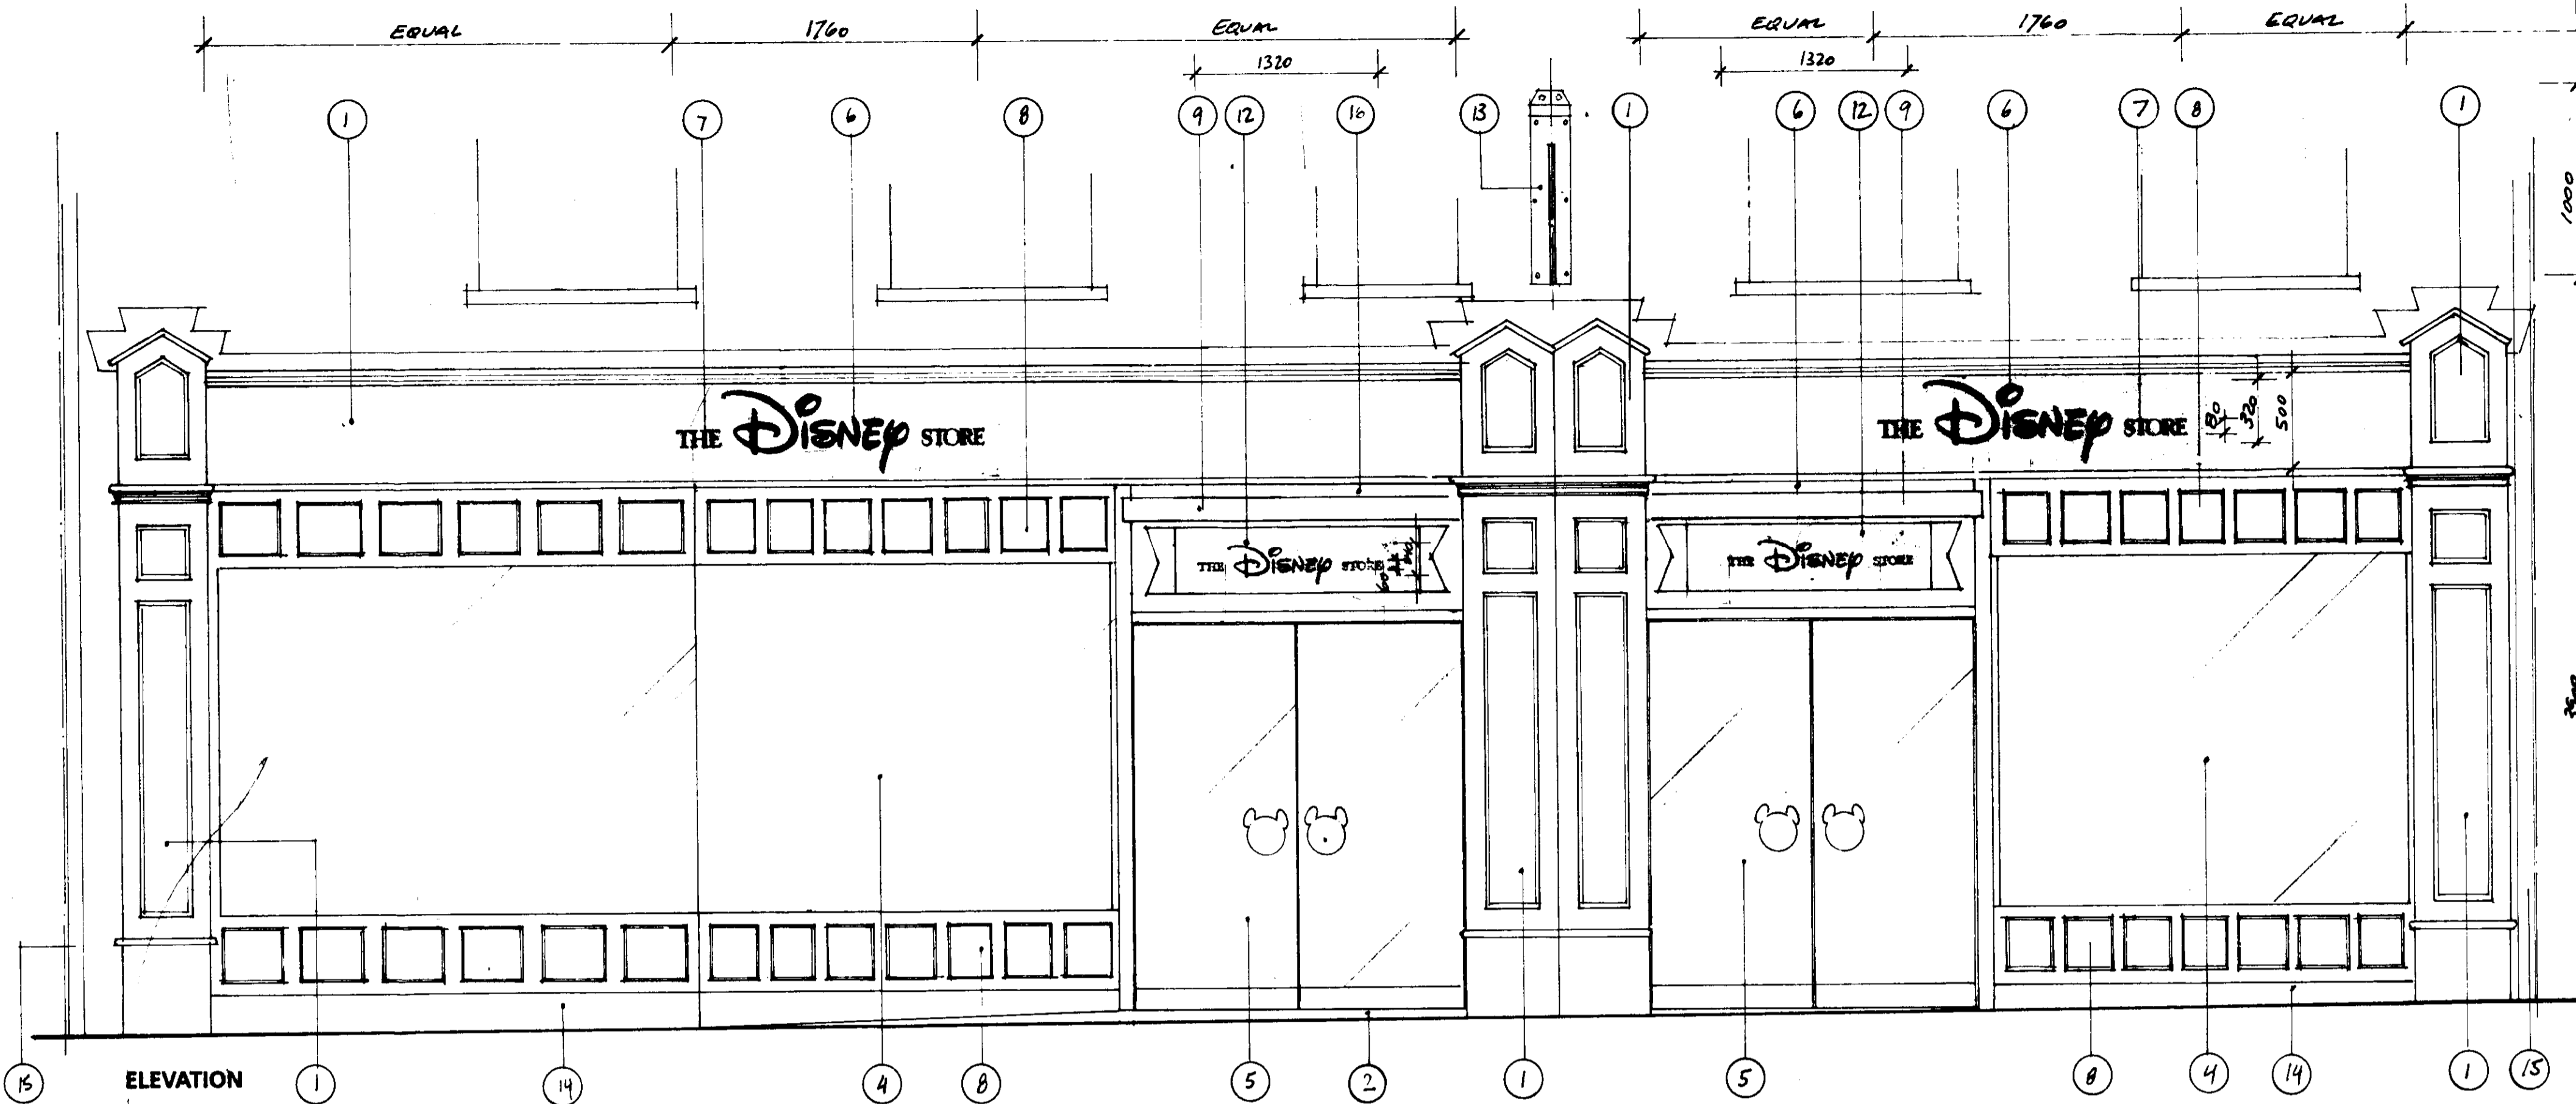 EQUAL 1760 EQUAL EQUAL 1760 EQUAL
1320 1320
1 7 6 8 9 12 16 13 1 6 12 9 6 7 8 1
1000
THE DISNEY STORE
THE DISNEY STORE
80 320 500
THE DISNEY STORE
60
THE DISNEY STORE
15 ELEVATION 1 14 4 8 5 2 1 5 8 4 14 1 15